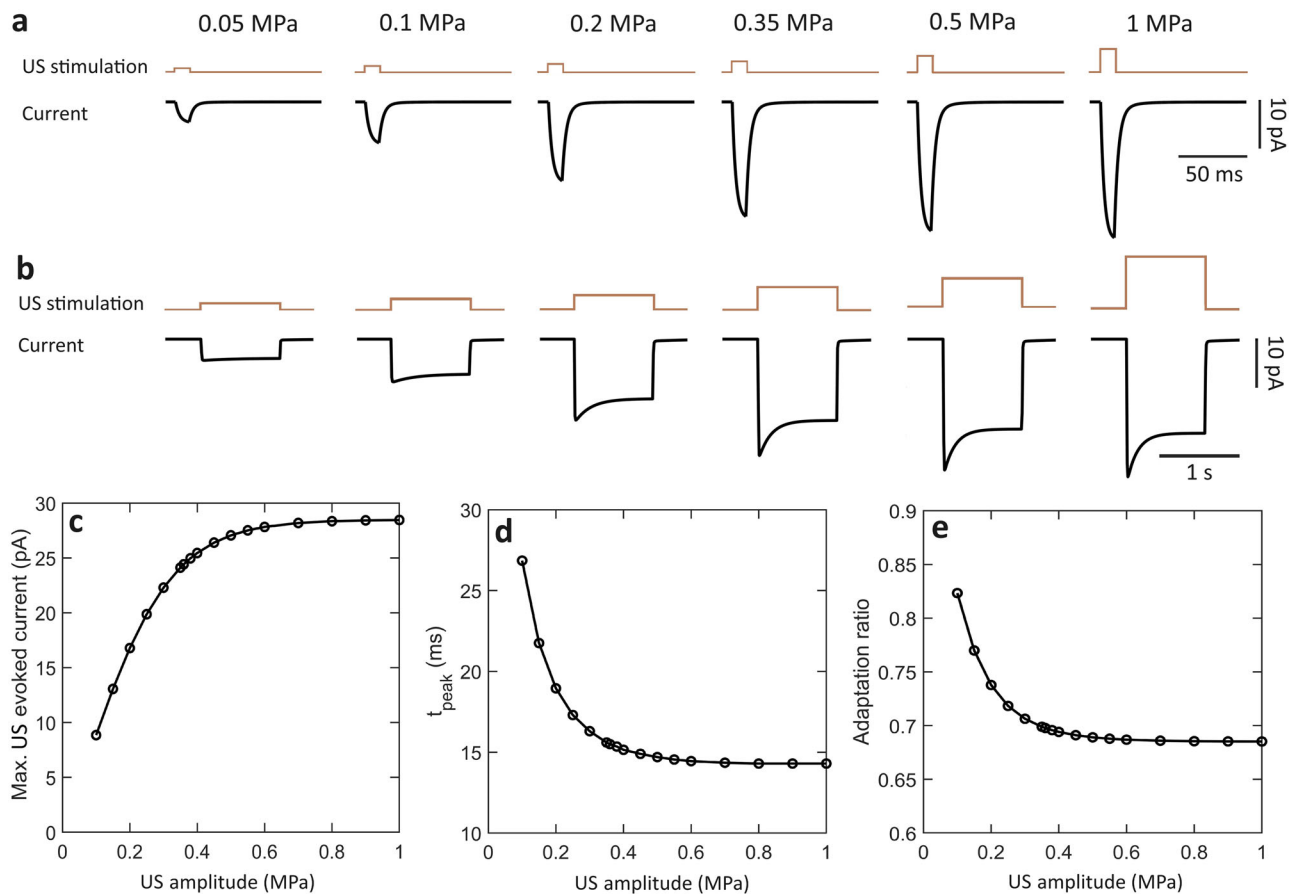 a
0.05 MPa 0.1 MPa 0.2 MPa 0.35 MPa 0.5 MPa 1 MPa
US stimulation
Current
10 pA
50 ms
b
US stimulation
Current
10 pA
1 s
c
30
25
20
15
10
5
0
0 0.2 0.4 0.6 0.8 1
Max. US evoked current (pA)
US amplitude (MPa)
d
30
25
20
15
10
0 0.2 0.4 0.6 0.8 1
tpeak (ms)
US amplitude (MPa)
e
0.9
0.85
0.8
0.75
0.7
0.65
0.6
0 0.2 0.4 0.6 0.8 1
Adaptation ratio
US amplitude (MPa)